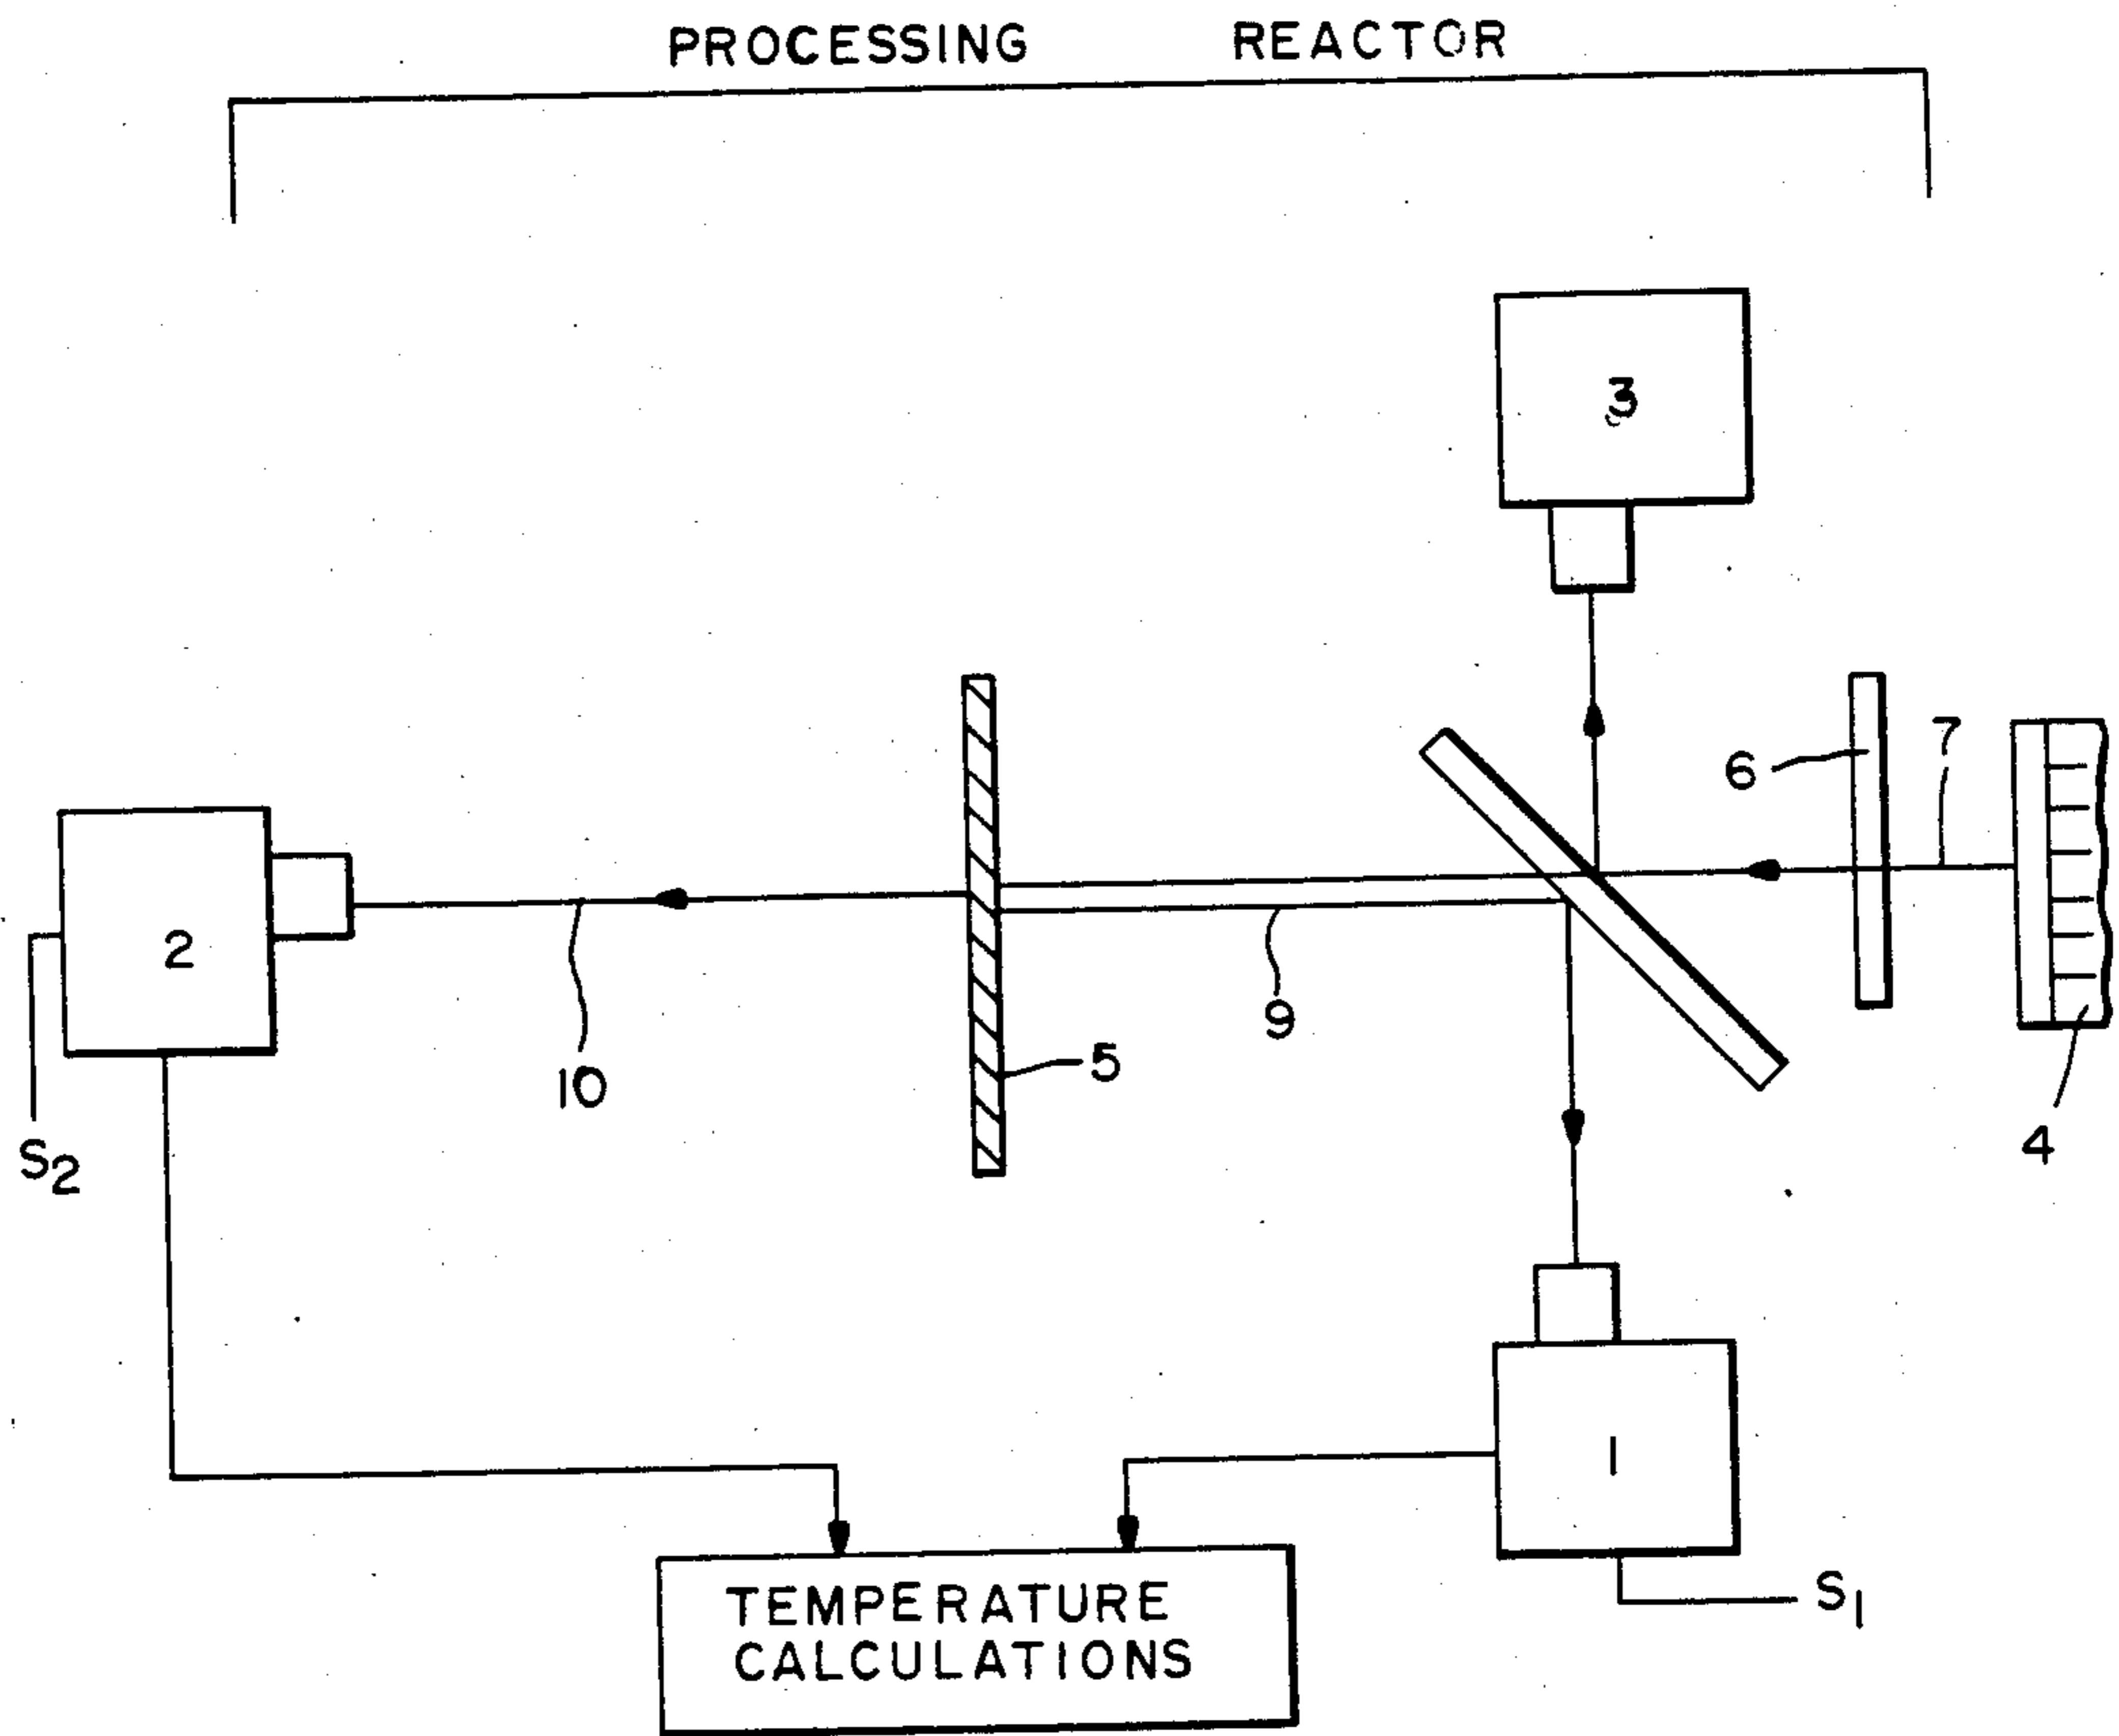 PROCESSING REACTOR
3
6
7
2
9
5
10
4
S2
1
S1
TEMPERATURE
CALCULATIONS